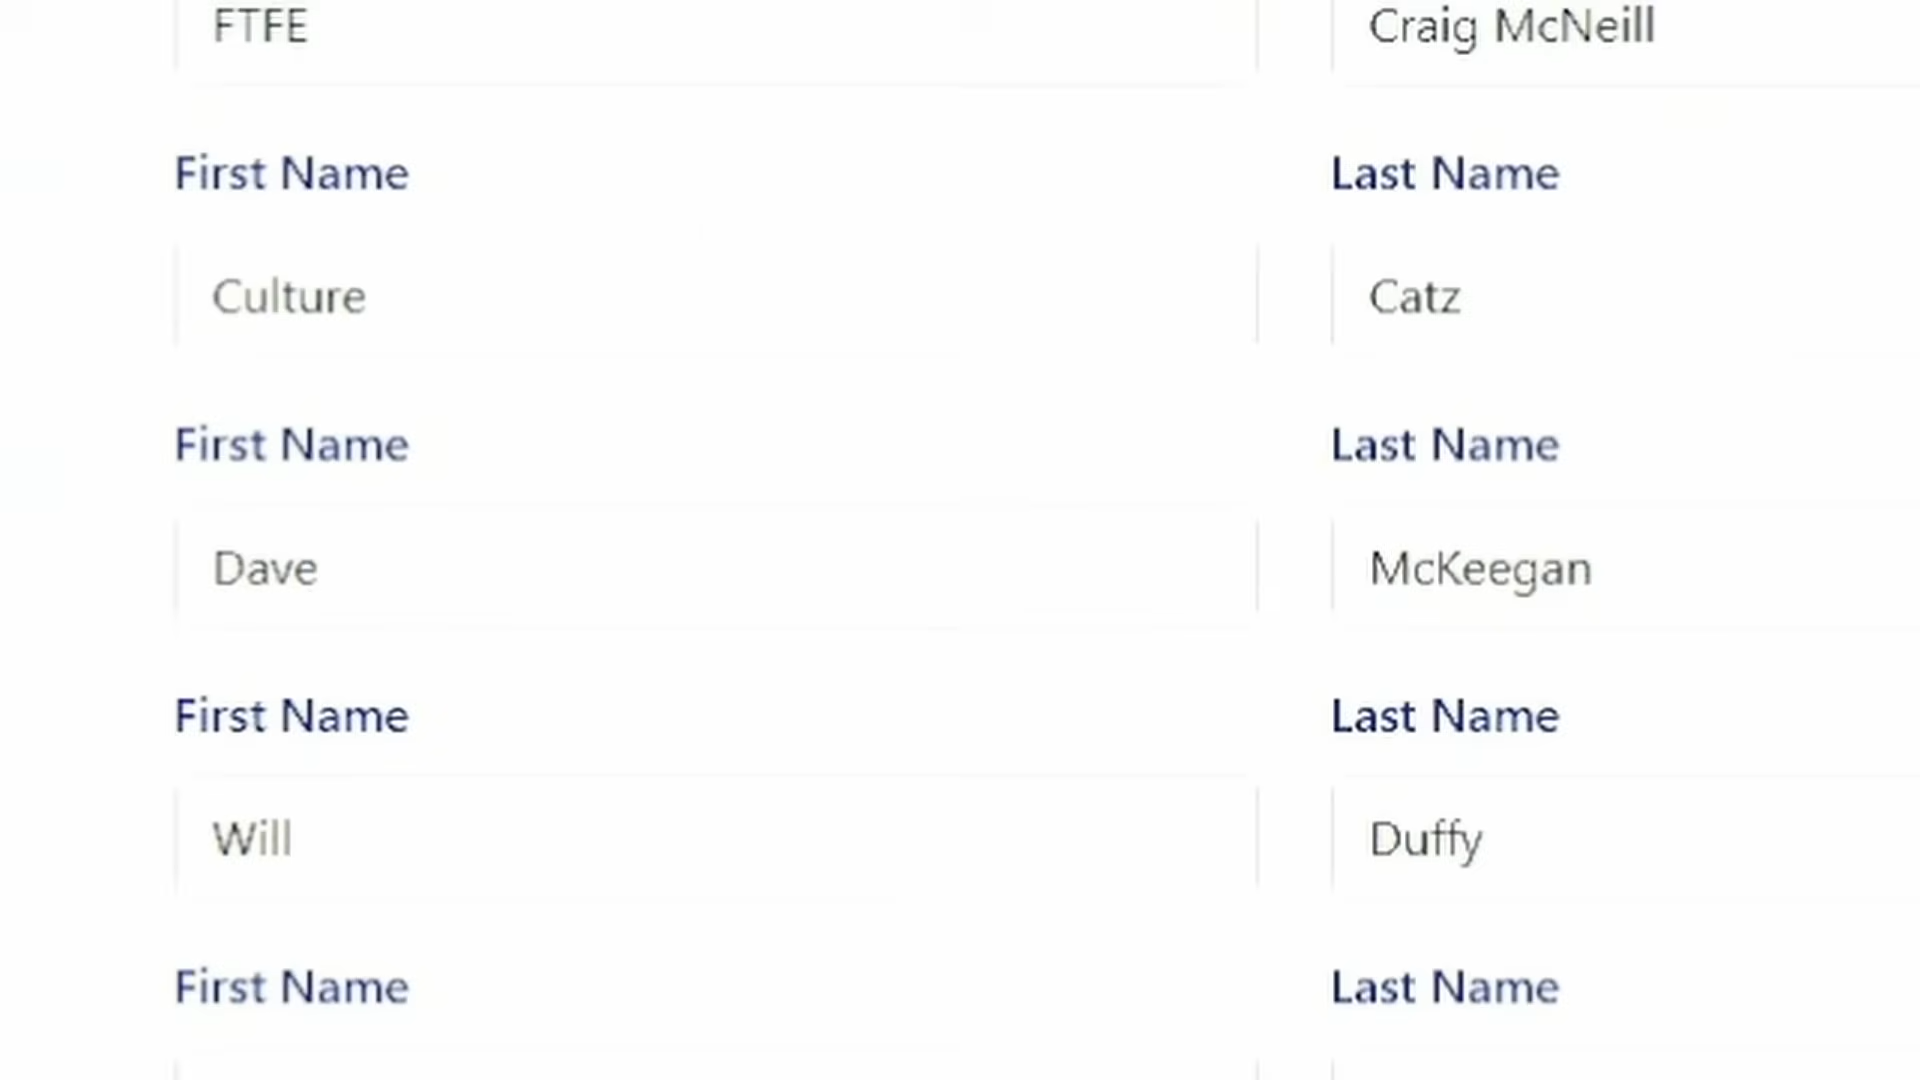 FTFE Craig McNeill
First Name Last Name
Culture Catz
First Name Last Name
Dave McKeegan
First Name Last Name
Will Duffy
First Name Last Name